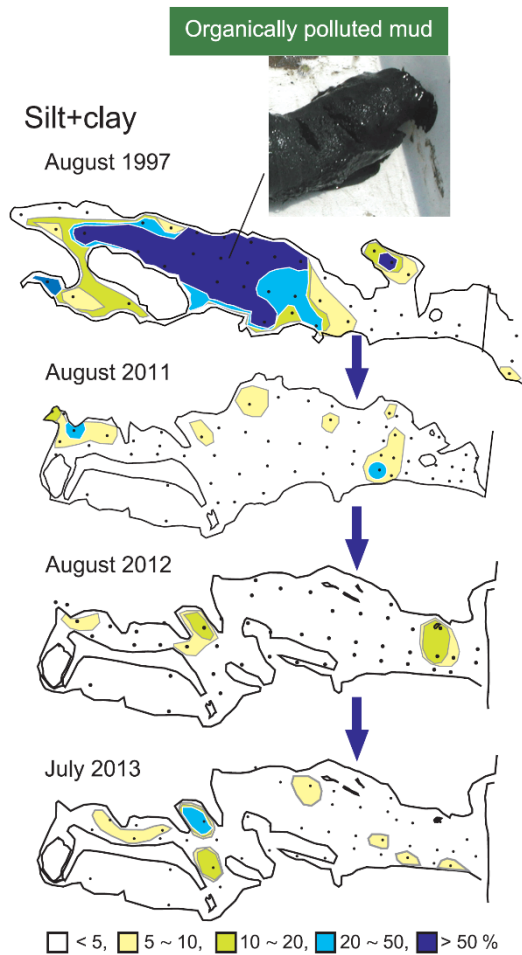 Organically polluted mud
Silt+clay
August 1997
August 2011
August 2012
July 2013
< 5, 5 ~ 10, 10 ~ 20, 20 ~ 50, > 50 %